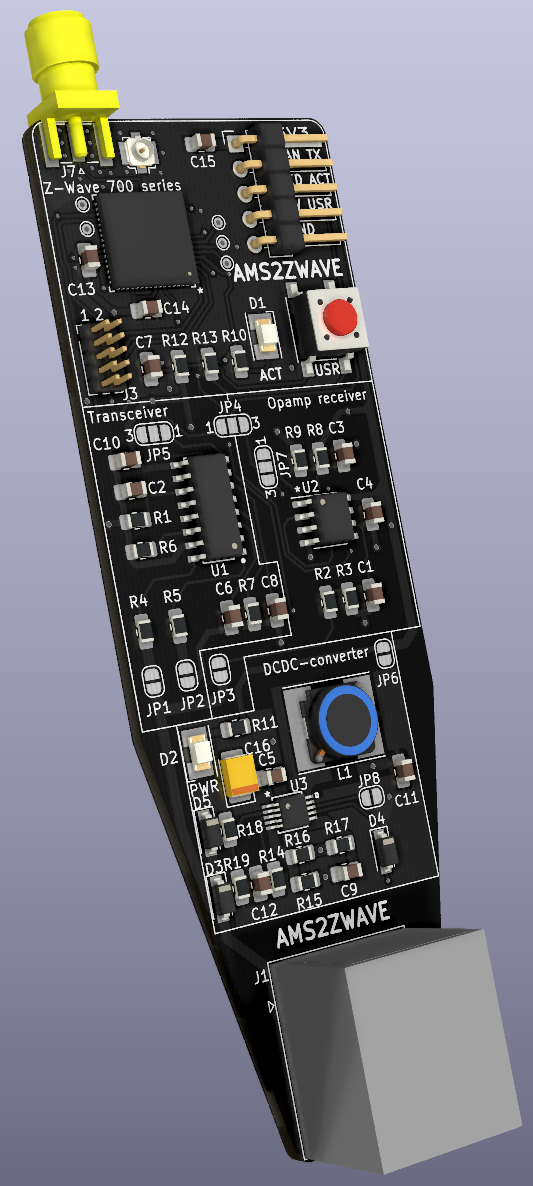 J7
C15
TX
ACT
USR
Z-Wave 700 series
AMS2ZWAVE
C13
C14
D1
1 2
C7 R12 R13 R10
J3
ACT
USR
Transceiver
JP4
Opamp receiver
C10
3 1
1 3
JP5
R9 R8 C3
1
JP7
3
C2
*U2
C4
R1
R6
U1
R4
R5
C6 R7 C8
R2 R3 C1
DCDC-converter
JP1
JP2
JP3
JP6
R11
D2
C16
C5
L1
PWR
D5
U3
JP8
C11
R18
R16
R17
D4
D3
R19
R14
C12
R15
C9
AMS2ZWAVE
J1